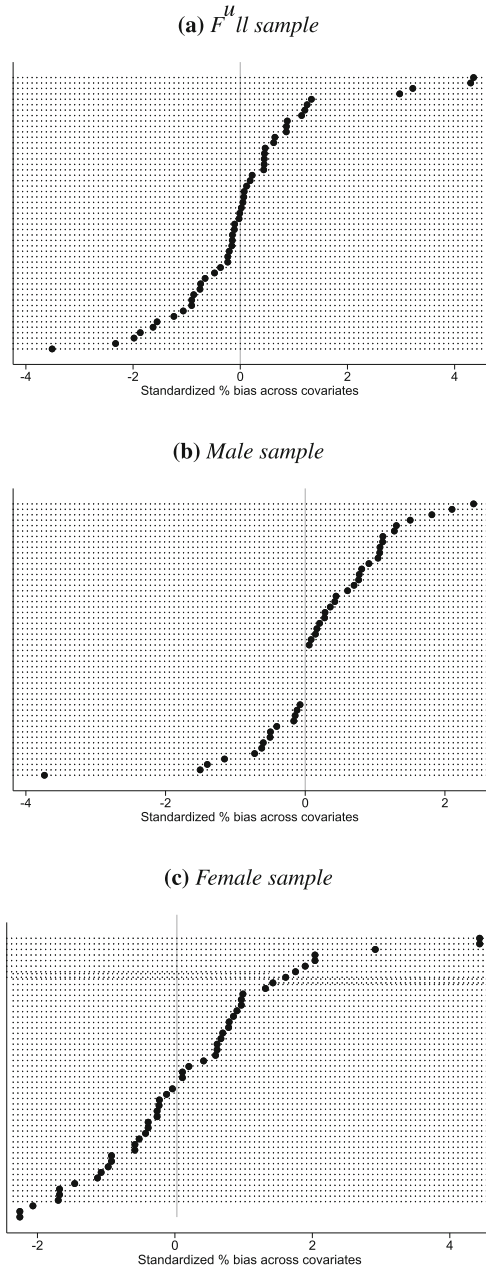 (a) Full sample
-4 -2 0 2 4
Standardized % bias across covariates
(b) Male sample
-4 -2 0 2
Standardized % bias across covariates
(c) Female sample
-2 0 2 4
Standardized % bias across covariates